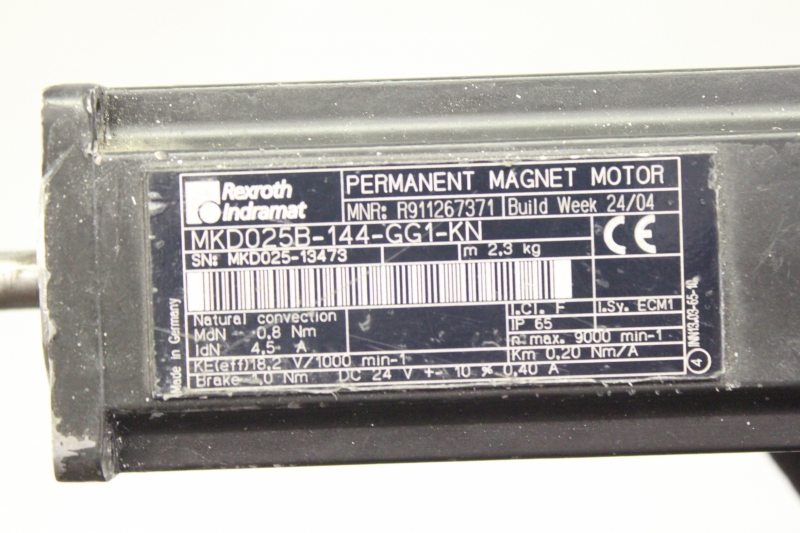 Rexroth
Indramat
PERMANENT MAGNET MOTOR
MNR: R911267371 Build Week 24/04
MKD025B-144-GG1-KN
CE
SN: MKD025-13473 m 2,3 kg
Natural convection I.Cl. F I.Sy. ECM1
MdN 0,8 Nm IP 65
IdN 4,5 A n max. 9000 min-1
KE(eff)18,2 V/1000 min-1 Km 0,20 Nm/A
Brake Nm DC 24 V +- 10 % 0,40 A
Made in Germany
4